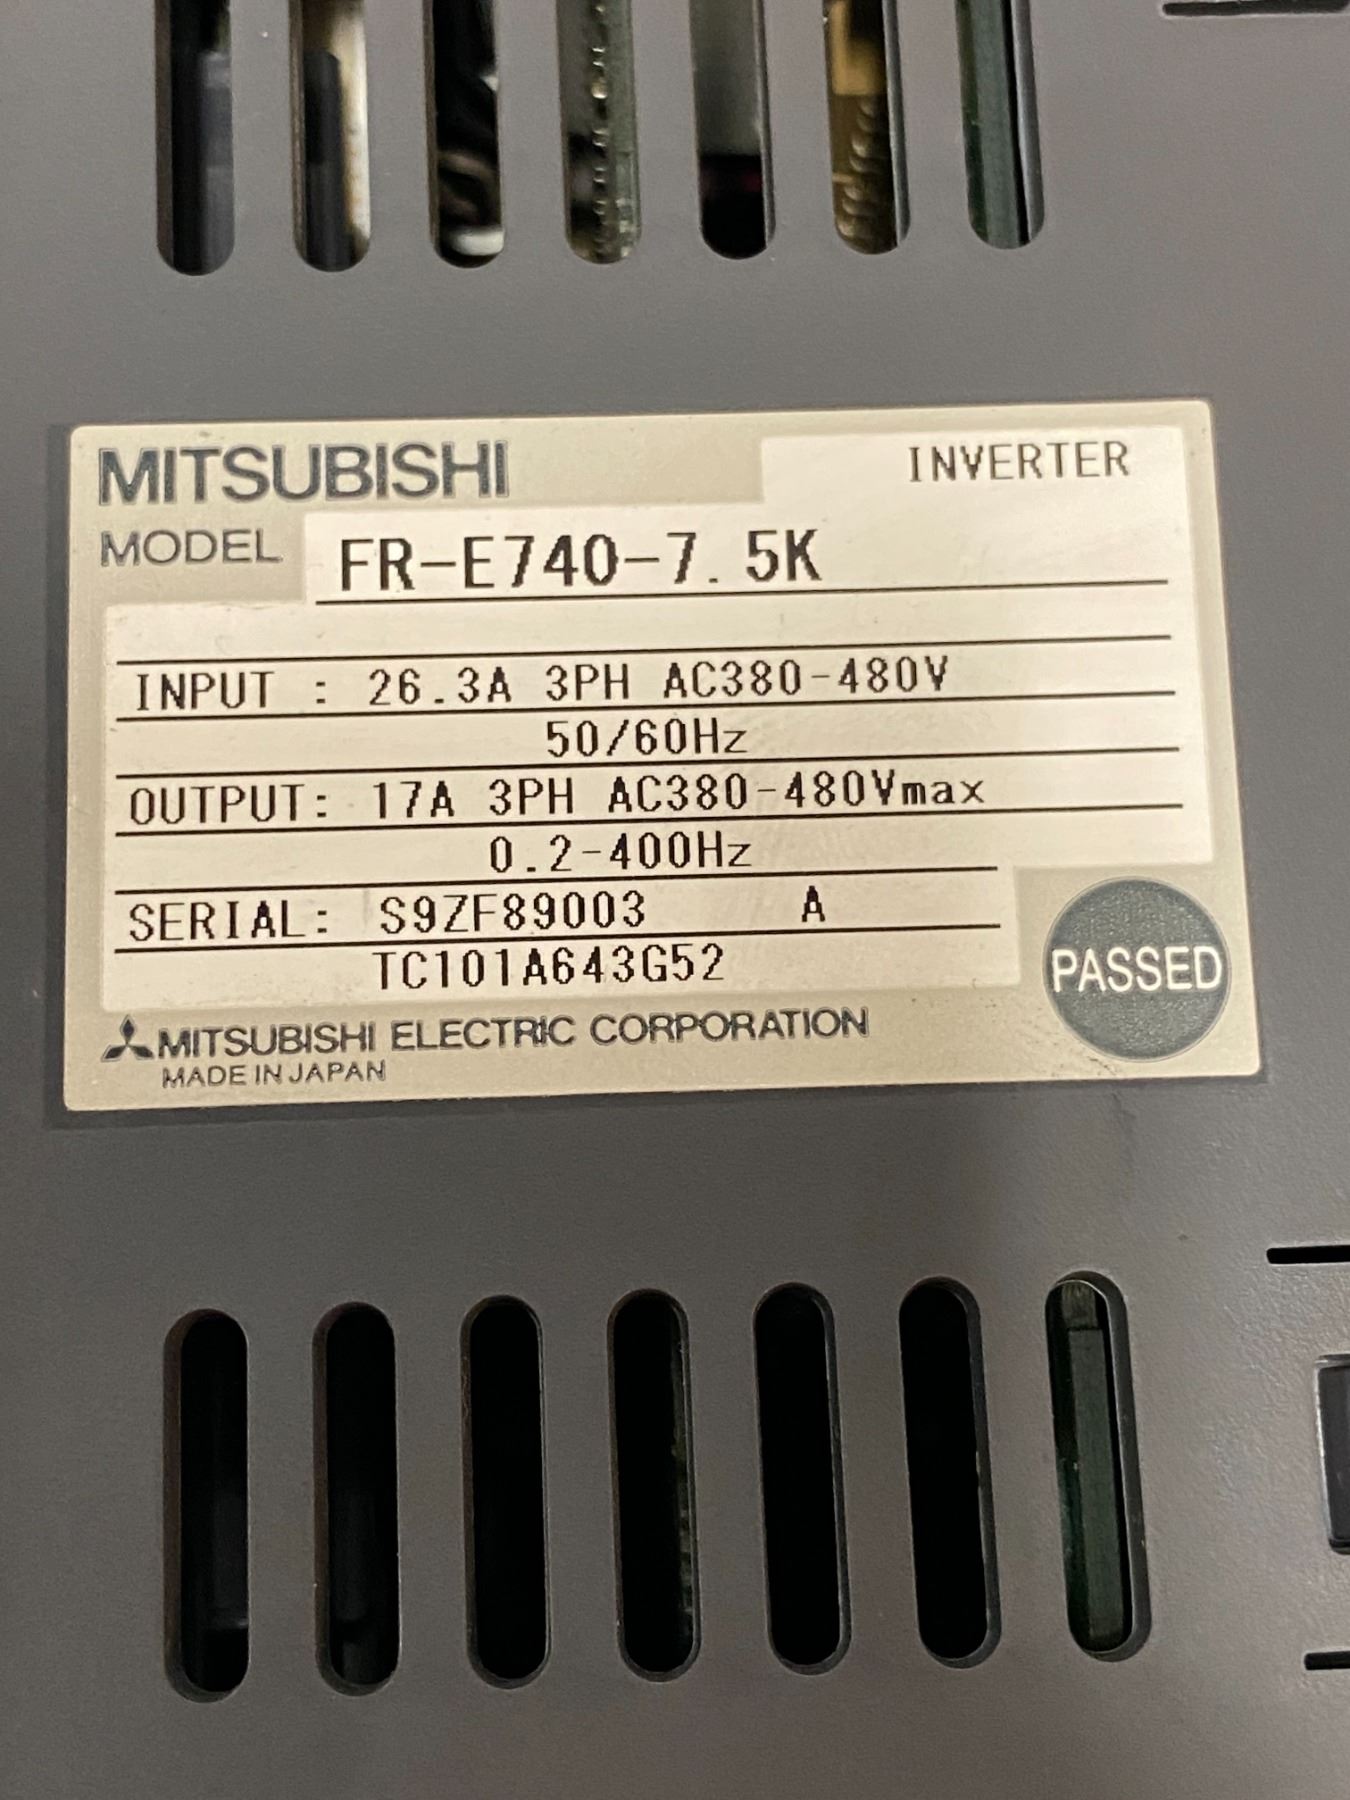 MITSUBISHI INVERTER
MODEL FR-E740-7.5K
INPUT : 26.3A 3PH AC380-480V
50/60Hz
OUTPUT: 17A 3PH AC380-480Vmax
0.2-400Hz
SERIAL: S9ZF89003 A
TC101A643G52
PASSED
MITSUBISHI ELECTRIC CORPORATION
MADE IN JAPAN